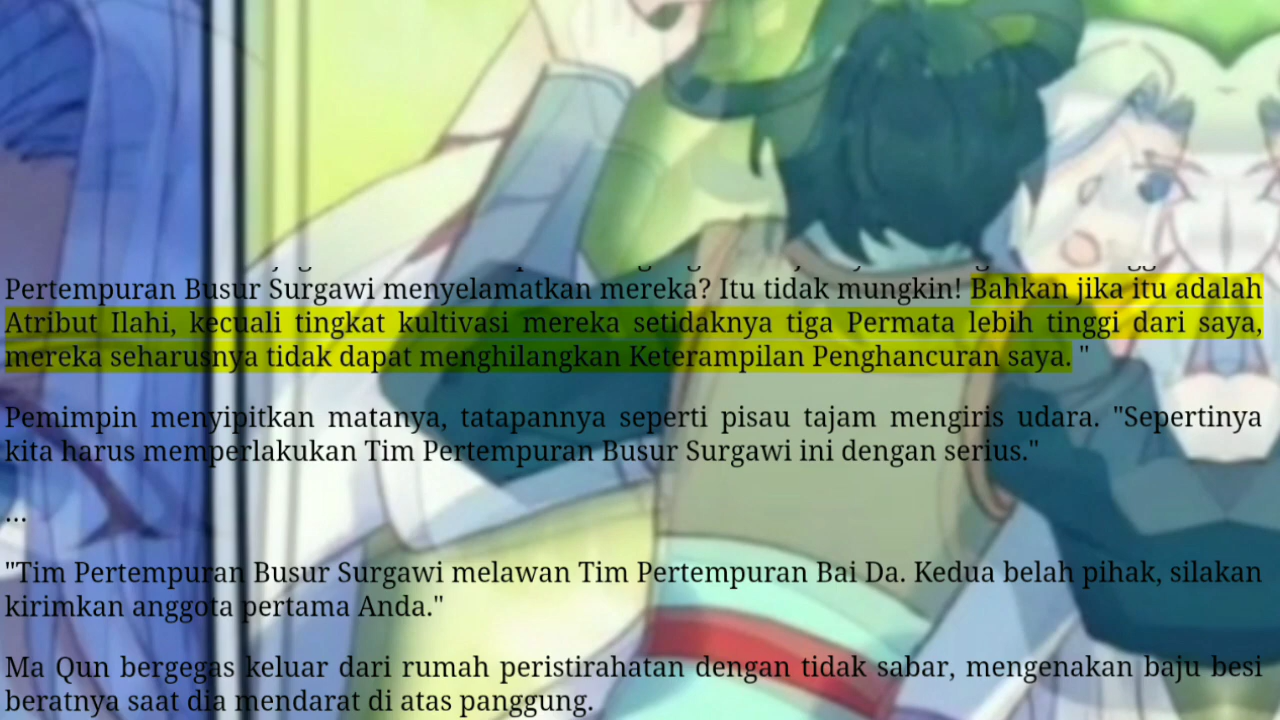 Pertempuran Busur Surgawi menyelamatkan mereka? Itu tidak mungkin! Bahkan jika itu adalah
Atribut Ilahi, kecuali tingkat kultivasi mereka setidaknya tiga Permata lebih tinggi dari saya,
mereka seharusnya tidak dapat menghilangkan Keterampilan Penghancuran saya. "
Pemimpin menyipitkan matanya, tatapannya seperti pisau tajam mengiris udara. "Sepertinya
kita harus memperlakukan Tim Pertempuran Busur Surgawi ini dengan serius."
...
"Tim Pertempuran Busur Surgawi melawan Tim Pertempuran Bai Da. Kedua belah pihak, silakan
kirimkan anggota pertama Anda."
Ma Qun bergegas keluar dari rumah peristirahatan dengan tidak sabar, mengenakan baju besi
beratnya saat dia mendarat di atas panggung.